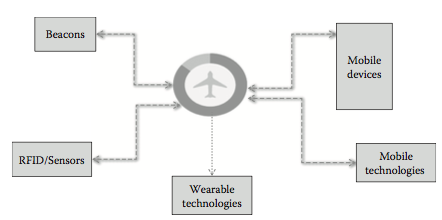 Beacons
Mobile
devices
RFID/Sensors
Mobile
technologies
Wearable
technologies